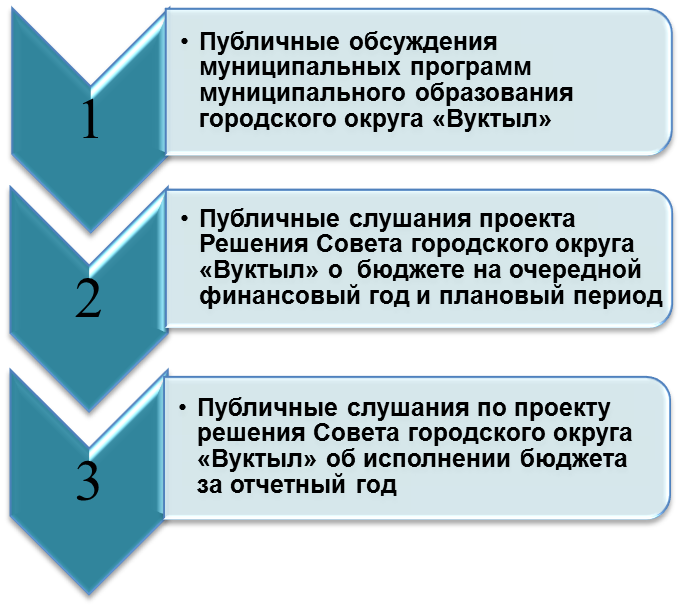 1
• Публичные обсуждения
муниципальных программ
муниципального образования
городского округа «Вуктыл»
2
• Публичные слушания проекта
Решения Совета городского округа
«Вуктыл» о бюджете на очередной
финансовый год и плановый период
3
• Публичные слушания по проекту
решения Совета городского округа
«Вуктыл» об исполнении бюджета
за отчетный год